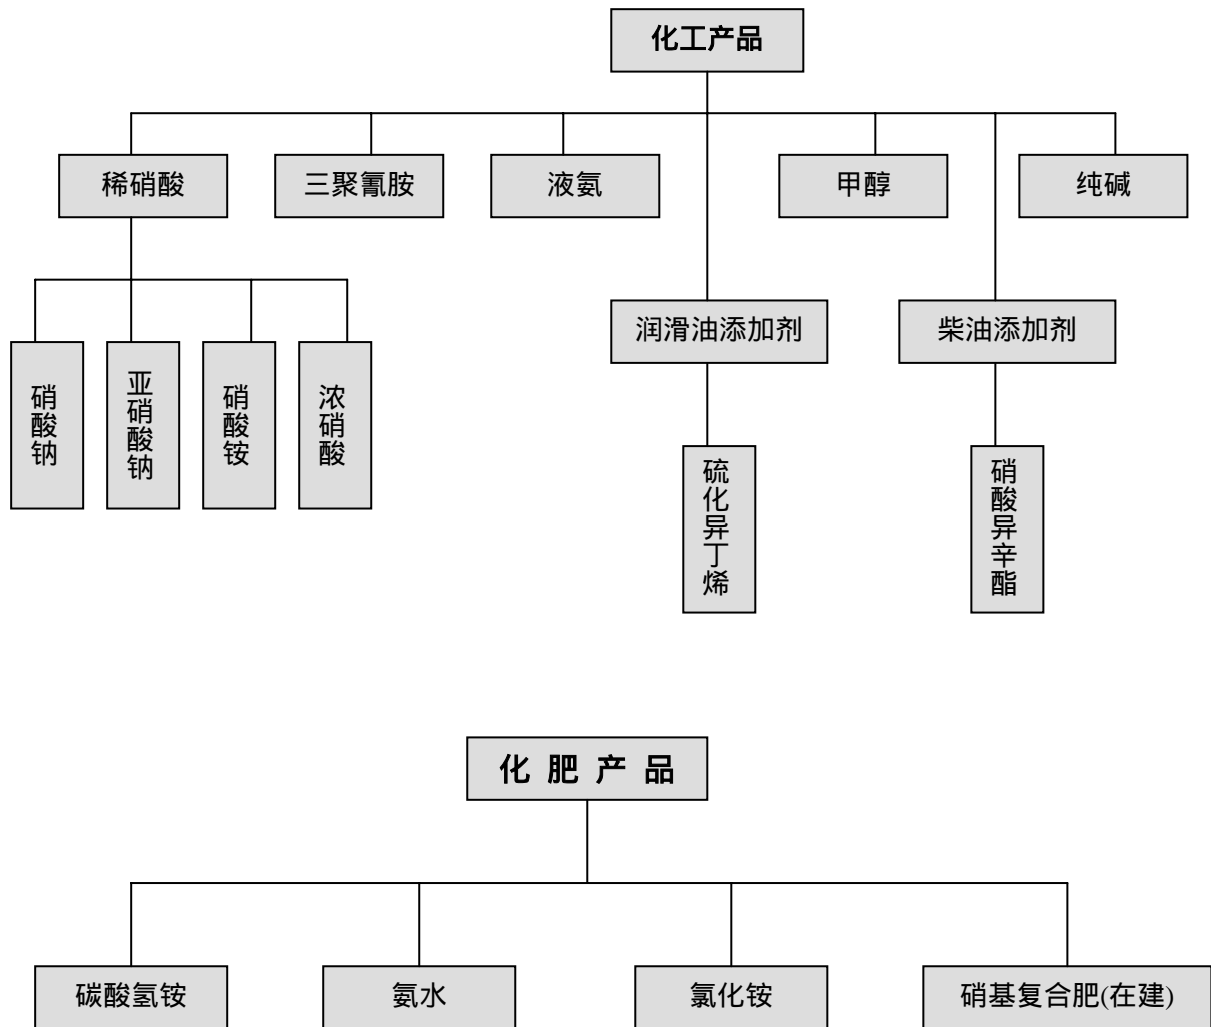 化工产品
稀硝酸
三聚氰胺
液氨
甲醇
纯碱
润滑油添加剂
柴油添加剂
硝酸钠
亚硝酸钠
硝酸铵
浓硝酸
硫化异丁烯
硝酸异辛酯
化 肥 产 品
碳酸氢铵
氨水
氯化铵
硝基复合肥(在建)